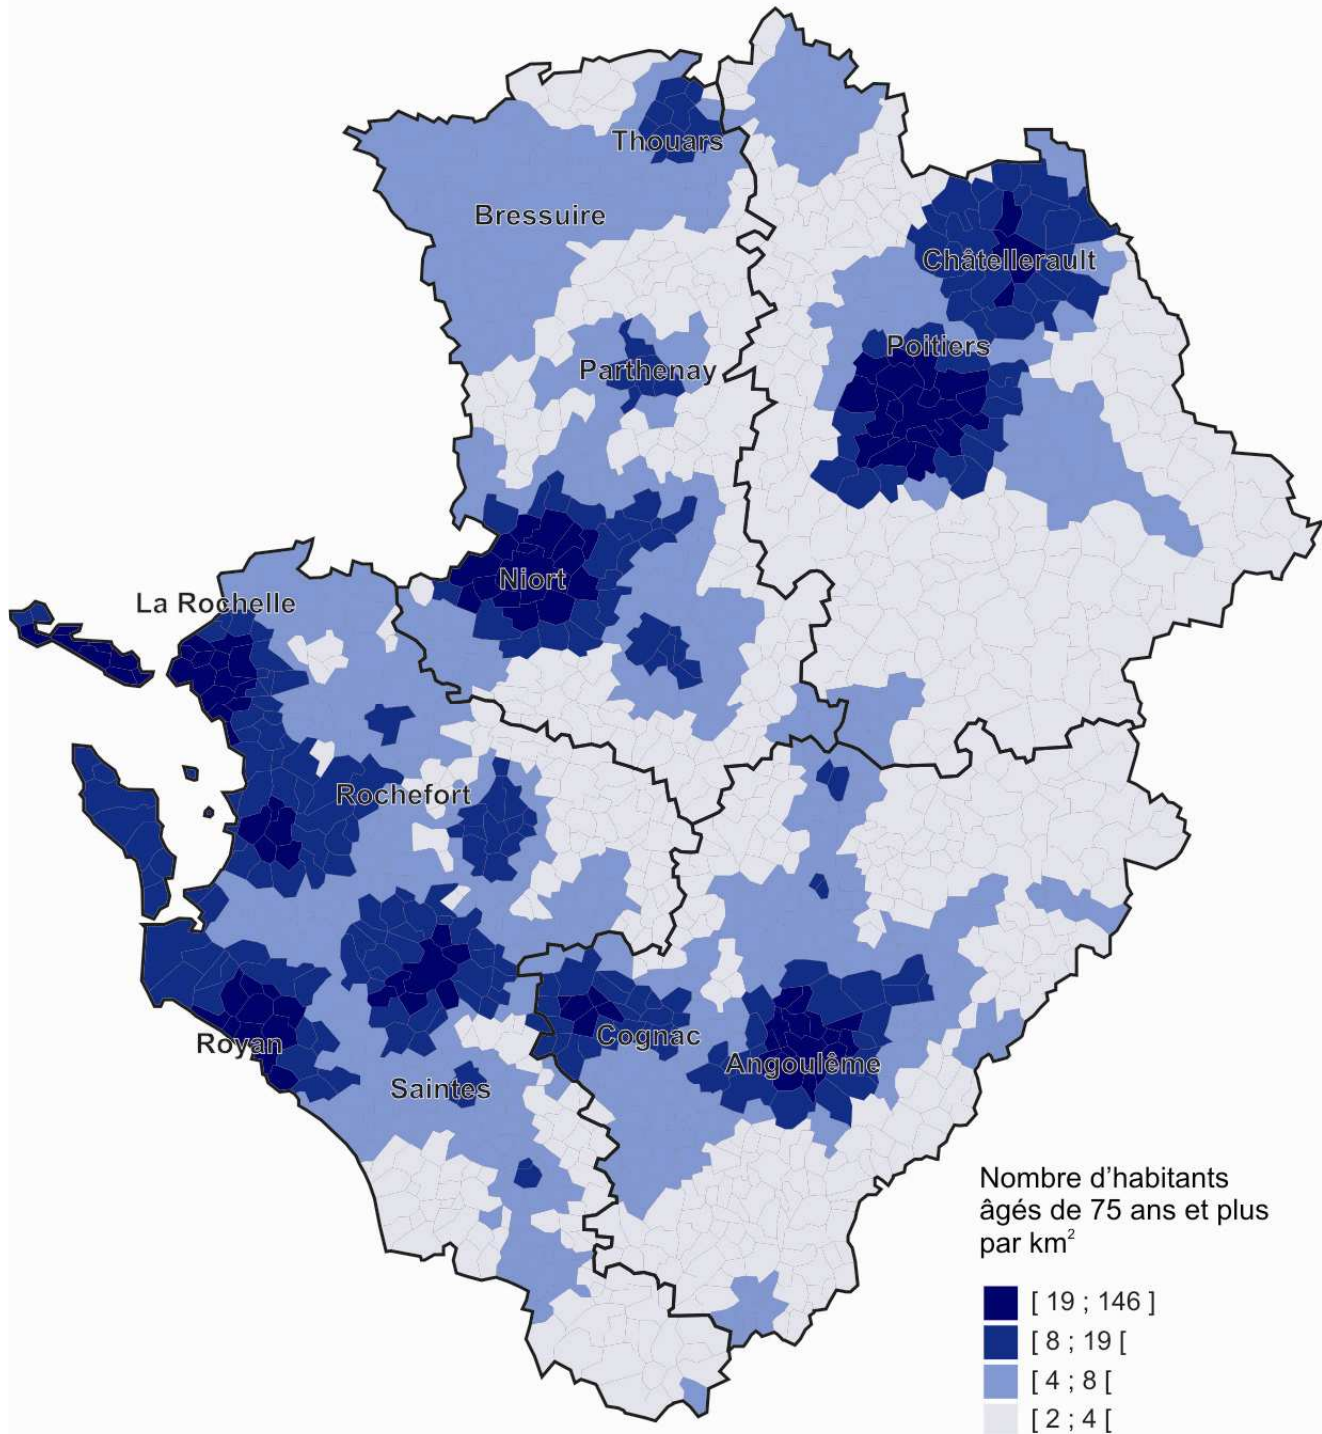 Thouars
Bressuire
Châtellerault
Poitiers
Parthenay
Niort
La Rochelle
Rochefort
Cognac
Royan
Angoulême
Saintes
Nombre d’habitants
âgés de 75 ans et plus
par km²
[ 19 ; 146 ]
[ 8 ; 19 [
[ 4 ; 8 [
[ 2 ; 4 [